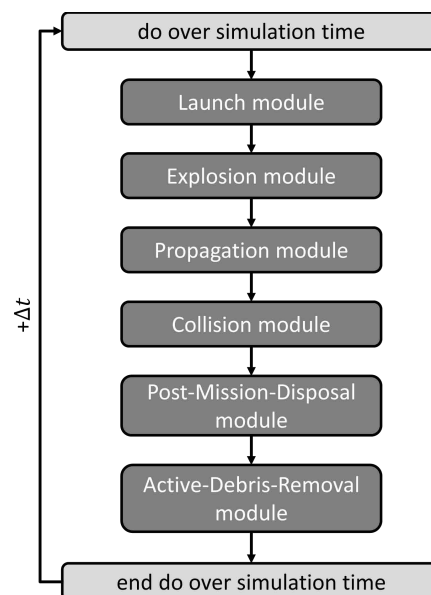 do over simulation time
Launch module
Explosion module
Propagation module
Collision module
Post-Mission-Disposal
module
Active-Debris-Removal
module
end do over simulation time
+Δt